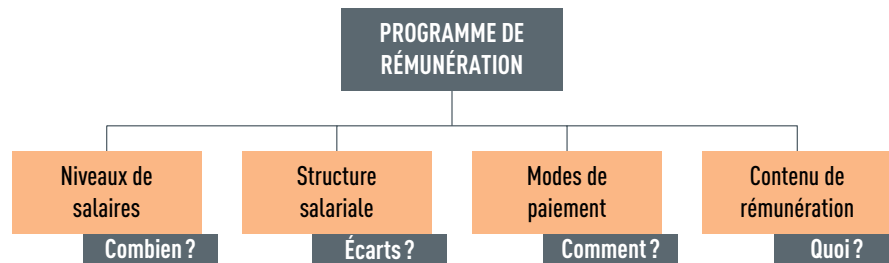 PROGRAMME DE
RÉMUNÉRATION
Niveaux de
salaires
Combien ?
Structure
salariale
Écarts ?
Modes de
paiement
Comment ?
Contenu de
rémunération
Quoi ?